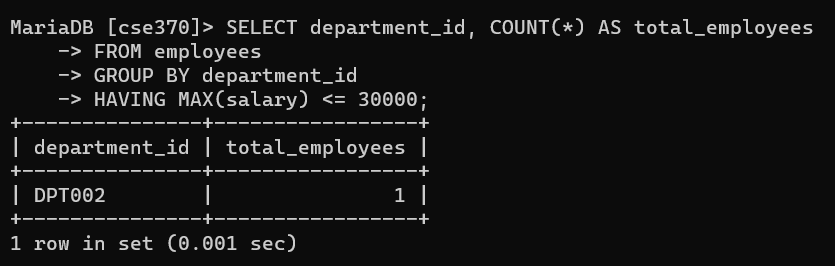 MariaDB [cse370]> SELECT department_id, COUNT(*) AS total_employees
    -> FROM employees
    -> GROUP BY department_id
    -> HAVING MAX(salary) <= 30000;
+---------------+-----------------+
| department_id | total_employees |
+---------------+-----------------+
| DPT002        |               1 |
+---------------+-----------------+
1 row in set (0.001 sec)